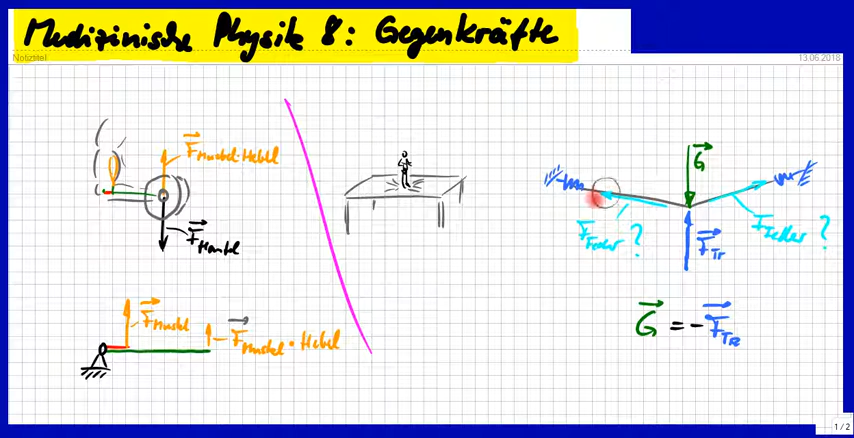 Medizinische Physik 8: Gegenkräfte
Notiztitel
13.06.2018
F Muskel·Hebel
F Hantel
F Muskel
-F Muskel · Hebel
G
F Feder ?
F Feder ?
F Tr
G = -F Tr
1 / 2